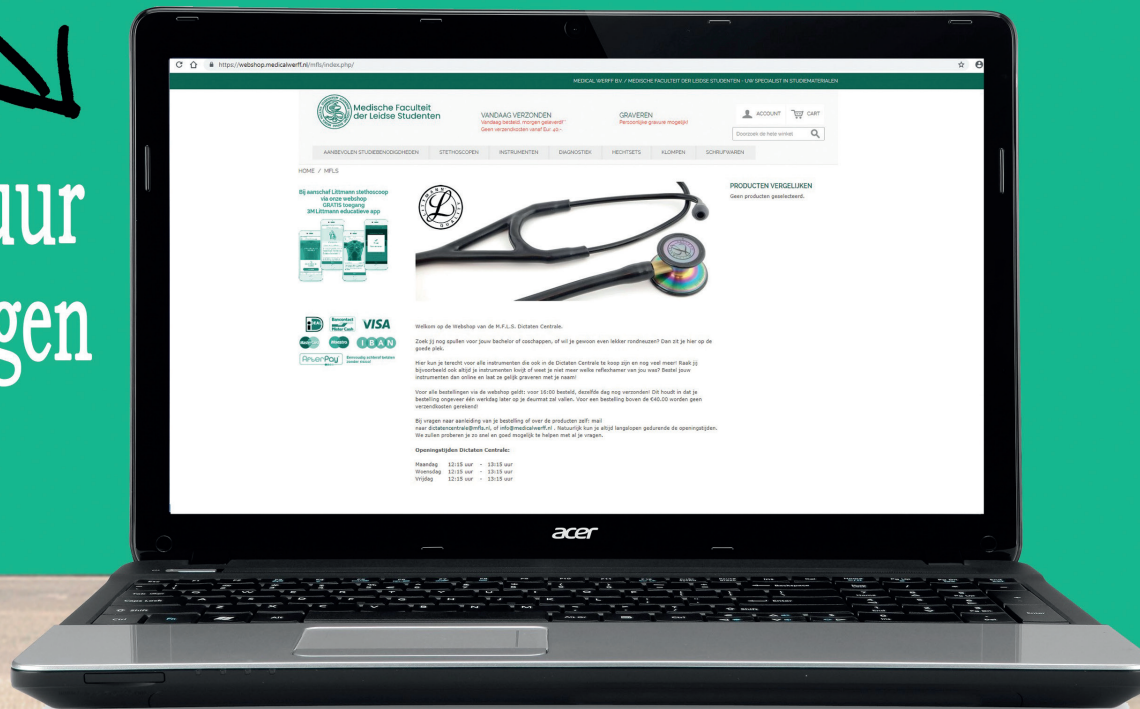 uur
gen
https://webshop.medicalwerff.nl/mfls/index.php/
MEDICAL WERFF B.V. / MEDISCHE FACULTEIT DER LEIDSE STUDENTEN - UW SPECIALIST IN STUDIEMATERIALEN
Medische Faculteit
der Leidse Studenten
VANDAAG VERZONDEN
Vandaag besteld, morgen geleverd!*
Geen verzendkosten vanaf Eur. 40,-
GRAVEREN
Persoonlijke gravure mogelijk!
ACCOUNT
CART
Doorzoek de hele winkel
AANBEVOLEN STUDIEBENODIGDHEDEN STETHOSCOPEN INSTRUMENTEN DIAGNOSTIEK HECHTSETS KLOMPEN SCHRIJFWAREN
HOME / MFLS
Bij aanschaf Littmann stethoscoop
via onze webshop
GRATIS toegang
3M Littmann educatieve app
LITTMANN
PRODUCTEN VERGELIJKEN
Geen producten geselecteerd.
Bancontact
Mister Cash
VISA
Maestro
IBAN
AfterPay
Eenvoudig achteraf betalen
Welkom op de Webshop van de M.F.L.S. Dictaten Centrale.
Zoek jij nog spullen voor jouw bachelor of coschappen, of wil je gewoon even lekker rondneuzen? Dan zit je hier op de
goede plek.
Hier kun je terecht voor alle instrumenten die ook in de Dictaten Centrale te koop zijn en nog veel meer! Raak jij
bijvoorbeeld ook altijd je instrumenten kwijt of weet je niet meer welke reflexhamer van jou was? Bestel jouw
instrumenten dan online en laat ze gelijk graveren met je naam!
Voor alle bestellingen via de webshop geldt: voor 16:00 besteld, dezelfde dag nog verzonden! Dit houdt in dat je
bestelling ongeveer één werkdag later op je deurmat zal vallen. Voor een bestelling boven de €40.00 worden geen
verzendkosten gerekend!
Bij vragen naar aanleiding van je bestelling of over de producten zelf: mail
naar dictatencentrale@mfls.nl, of info@medicalwerff.nl . Natuurlijk kun je altijd langslopen gedurende de openingstijden.
We zullen proberen je zo snel en goed mogelijk te helpen met al je vragen.
Openingstijden Dictaten Centrale:
Maandag 12:15 uur - 13:15 uur
Woensdag 12:15 uur - 13:15 uur
Vrijdag 12:15 uur - 13:15 uur
acer